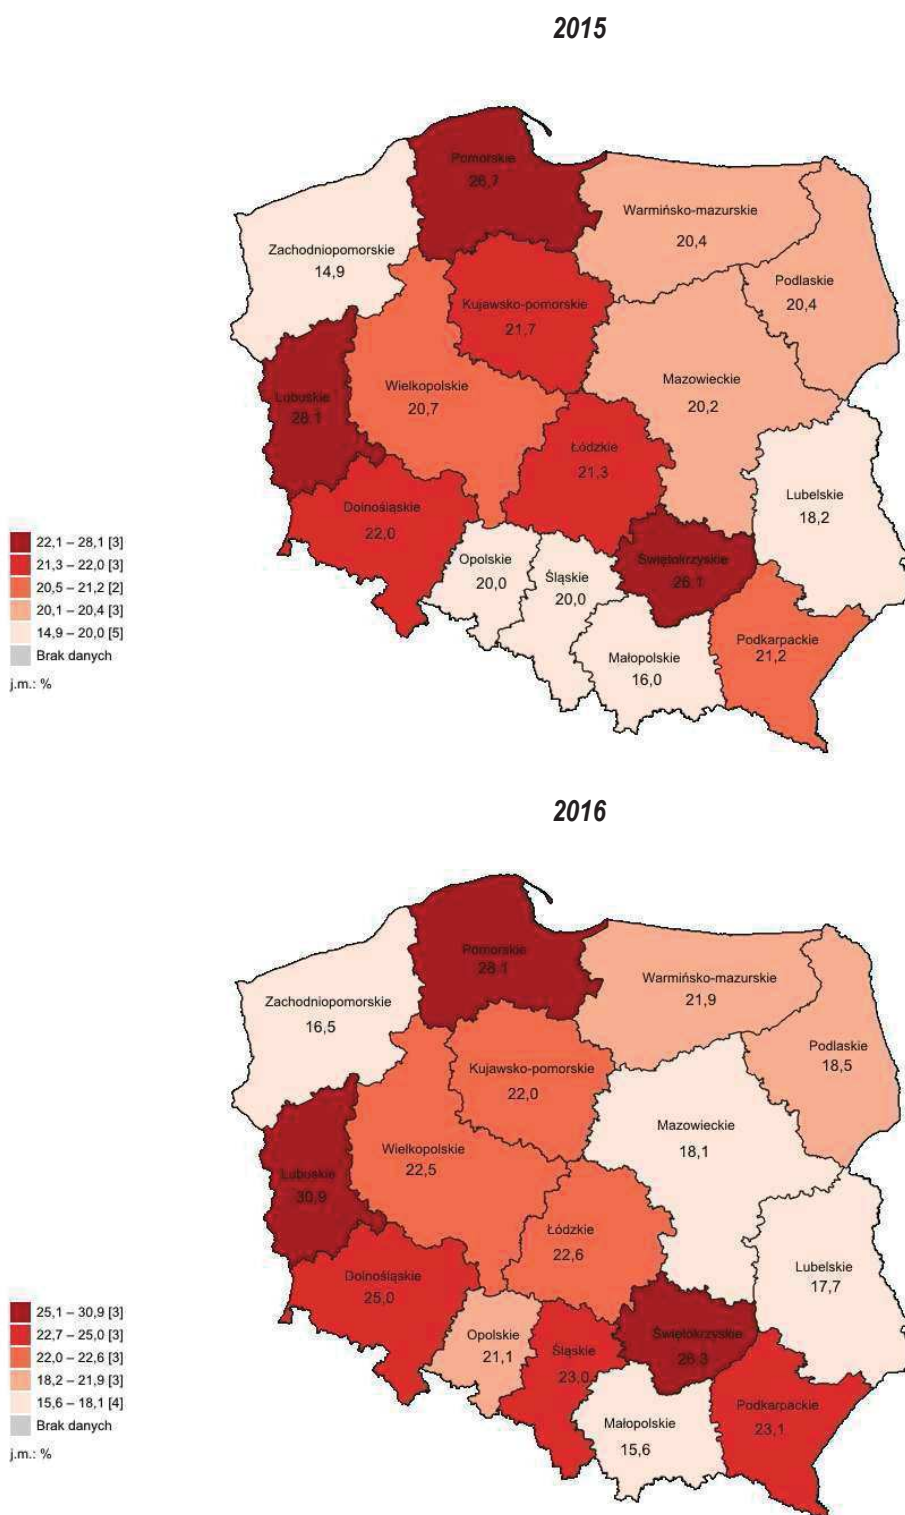 2015
Pomorskie
26,7
Warmińsko-mazurskie
20,4
Zachodniopomorskie
14,9
Podlaskie
20,4
Kujawsko-pomorskie
21,7
Mazowieckie
20,2
Wielkopolskie
20,7
Lubuskie
28,1
Łódzkie
21,3
Lubelskie
18,2
Dolnośląskie
22,0
Opolskie
20,0
Śląskie
20,0
Świętokrzyskie
26,1
Małopolskie
16,0
Podkarpackie
21,2
22,1 – 28,1 [3]
21,3 – 22,0 [3]
20,5 – 21,2 [2]
20,1 – 20,4 [3]
14,9 – 20,0 [5]
Brak danych
j.m.: %
2016
Pomorskie
28,1
Warmińsko-mazurskie
21,9
Zachodniopomorskie
16,5
Podlaskie
18,5
Kujawsko-pomorskie
22,0
Mazowieckie
18,1
Wielkopolskie
22,5
Lubuskie
30,9
Łódzkie
22,6
Lubelskie
17,7
Dolnośląskie
25,0
Opolskie
21,1
Śląskie
23,0
Świętokrzyskie
26,3
Małopolskie
15,6
Podkarpackie
23,1
25,1 – 30,9 [3]
22,7 – 25,0 [3]
22,0 – 22,6 [3]
18,2 – 21,9 [3]
15,6 – 18,1 [4]
Brak danych
j.m.: %